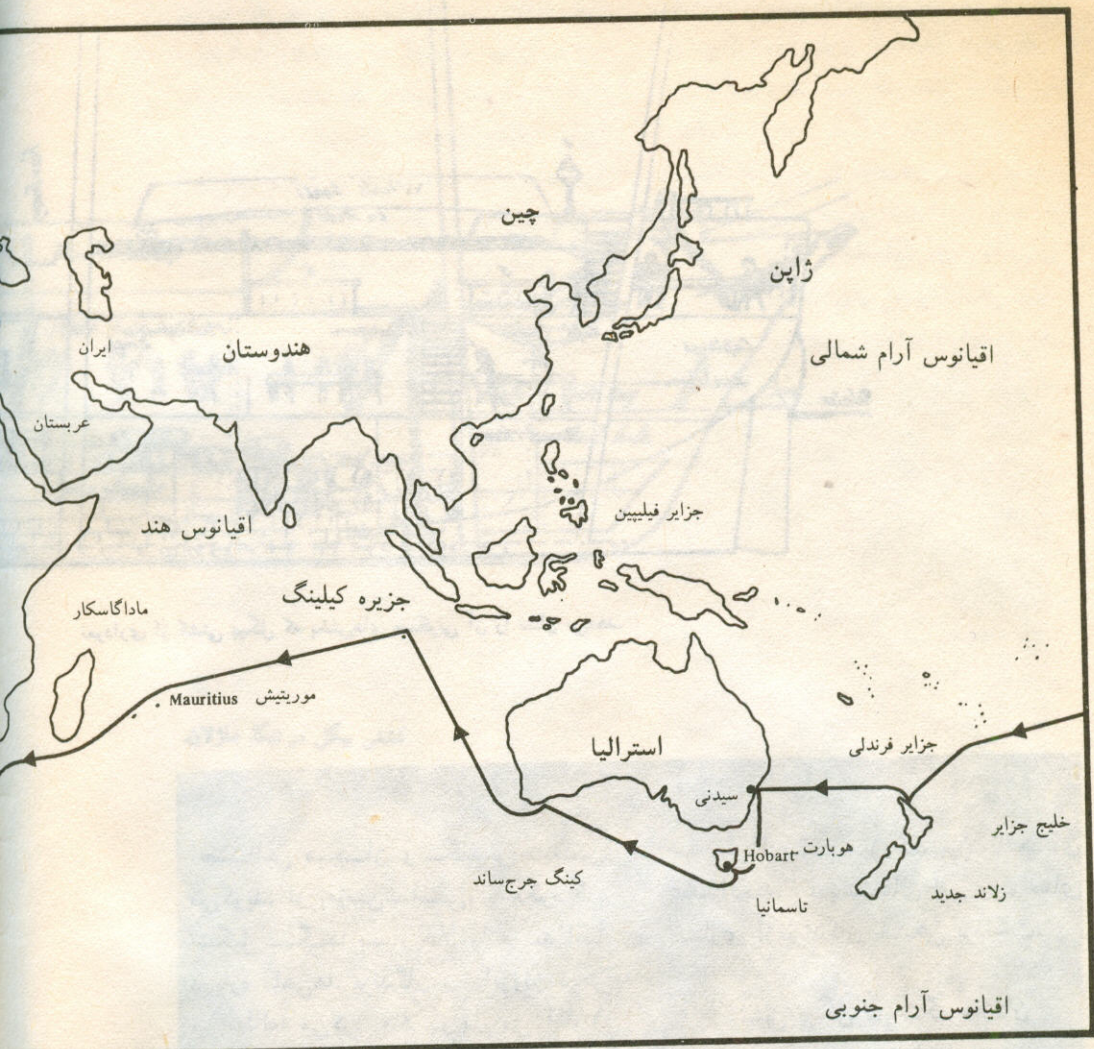 چین
ژاپن
ایران
هندوستان
اقیانوس آرام شمالی
عربستان
جزایر فیلیپین
اقیانوس هند
جزیره کیلینگ
ماداگاسکار
موریتیش Mauritius
استرالیا
جزایر فرندلی
سیدنی
خلیج جزایر
هوبارت Hobart
کینگ جرج‌ساند
زلاند جدید
تاسمانیا
اقیانوس آرام جنوبی